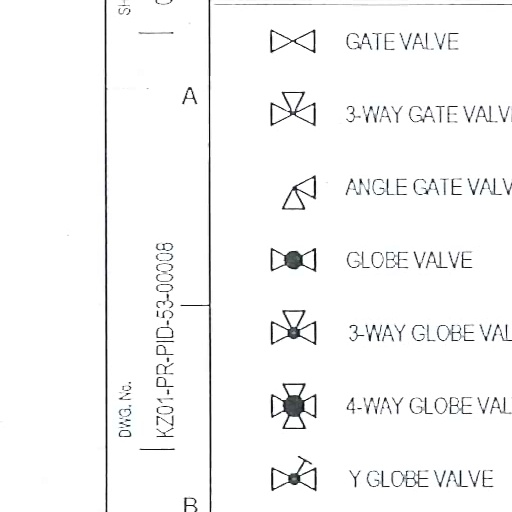 GATE VALVE
A
3-WAY GATE VALV
ANGLE GATE VALV
GLOBE VALVE
3-WAY GLOBE VAL
4-WAY GLOBE VAL
Y GLOBE VALVE
B
DWG. No.
KZ01-PR-PID-53-00008
SH